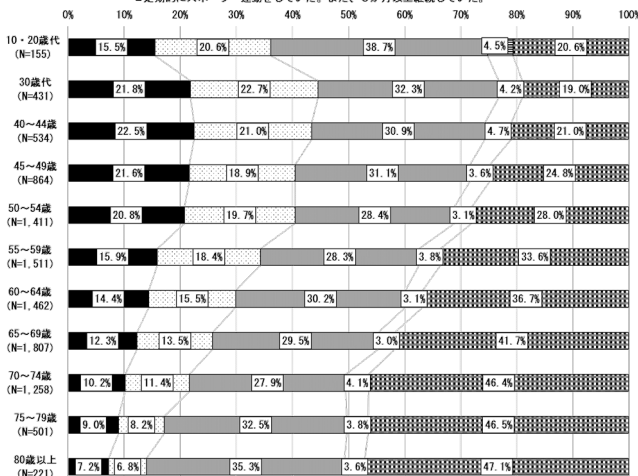 0% 10% 20% 30% 40% 50% 60% 70% 80% 90% 100%
10・20歳代
(N=155)
15.5% 20.6% 38.7% 4.5% 20.6%
30歳代
(N=431)
21.8% 22.7% 32.3% 4.2% 19.0%
40～44歳
(N=534)
22.5% 21.0% 30.9% 4.7% 21.0%
45～49歳
(N=864)
21.6% 18.9% 31.1% 3.6% 24.8%
50～54歳
(N=1,411)
20.8% 19.7% 28.4% 3.1% 28.0%
55～59歳
(N=1,511)
15.9% 18.4% 28.3% 3.8% 33.6%
60～64歳
(N=1,462)
14.4% 15.5% 30.2% 3.1% 36.7%
65～69歳
(N=1,807)
12.3% 13.5% 29.5% 3.0% 41.7%
70～74歳
(N=1,258)
10.2% 11.4% 27.9% 4.1% 46.4%
75～79歳
(N=501)
9.0% 8.2% 32.5% 3.8% 46.5%
80歳以上
(N=221)
7.2% 6.8% 35.3% 3.6% 47.1%